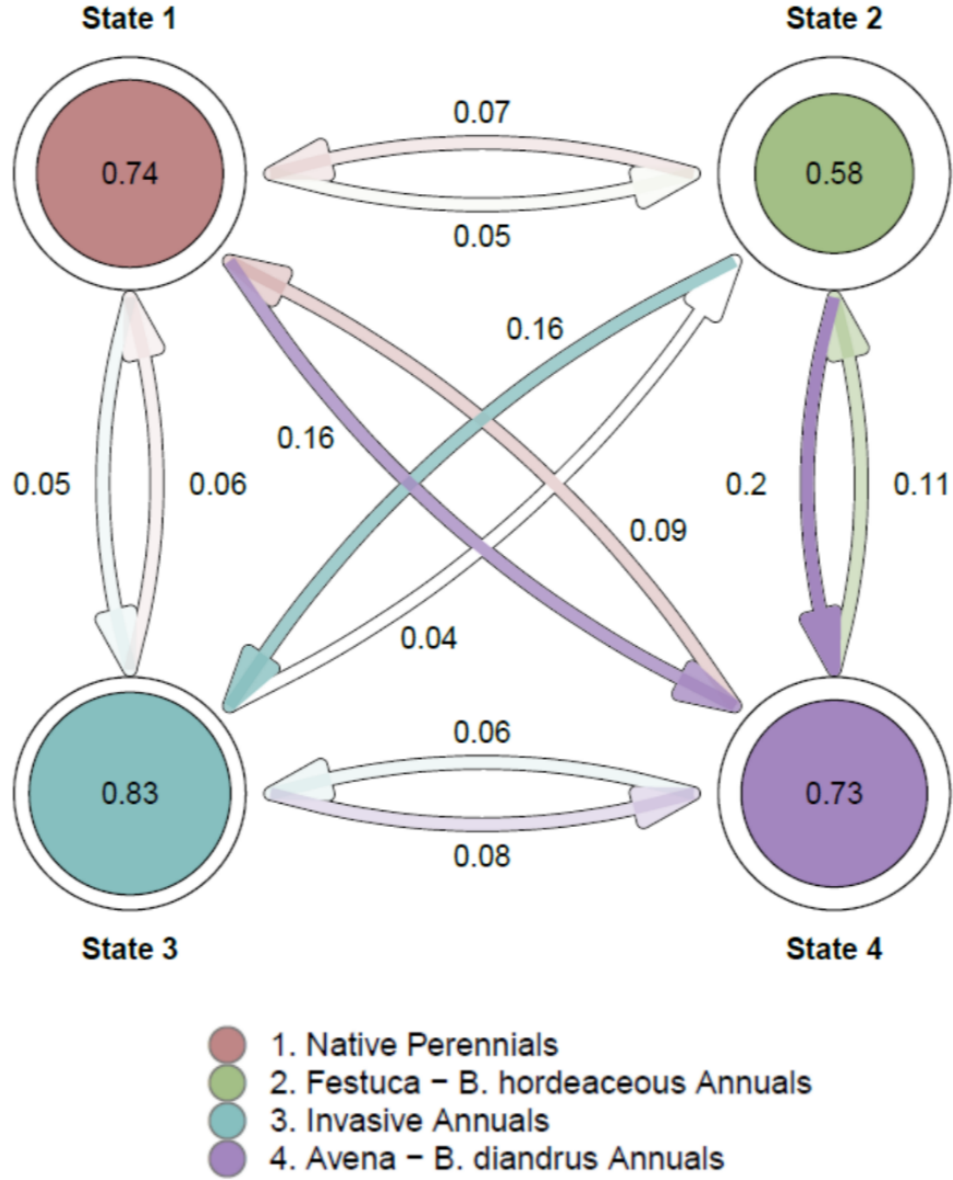 State 1
State 2
0.74
0.07
0.58
0.05
0.16
0.16
0.05
0.06
0.2
0.11
0.09
0.04
0.06
0.83
0.73
0.08
State 3
State 4
1. Native Perennials
2. Festuca − B. hordeaceous Annuals
3. Invasive Annuals
4. Avena − B. diandrus Annuals